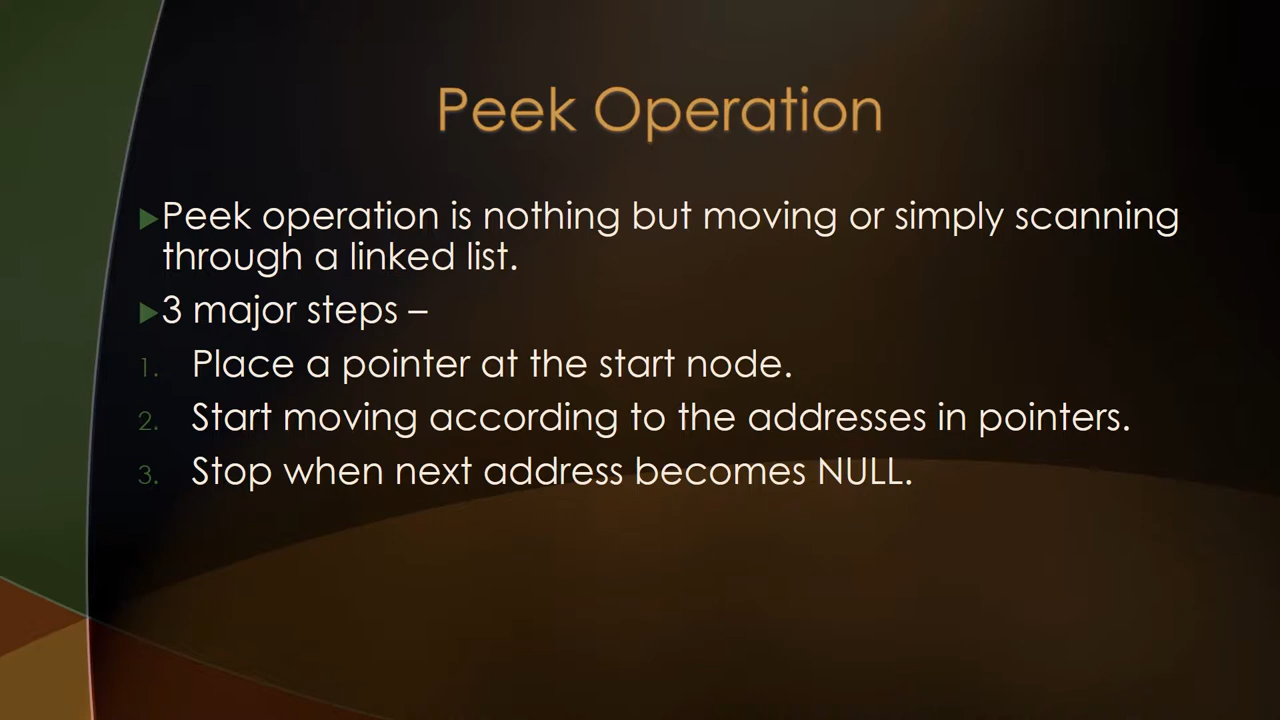 Peek Operation
Peek operation is nothing but moving or simply scanning
through a linked list.
3 major steps –
1. Place a pointer at the start node.
2. Start moving according to the addresses in pointers.
3. Stop when next address becomes NULL.